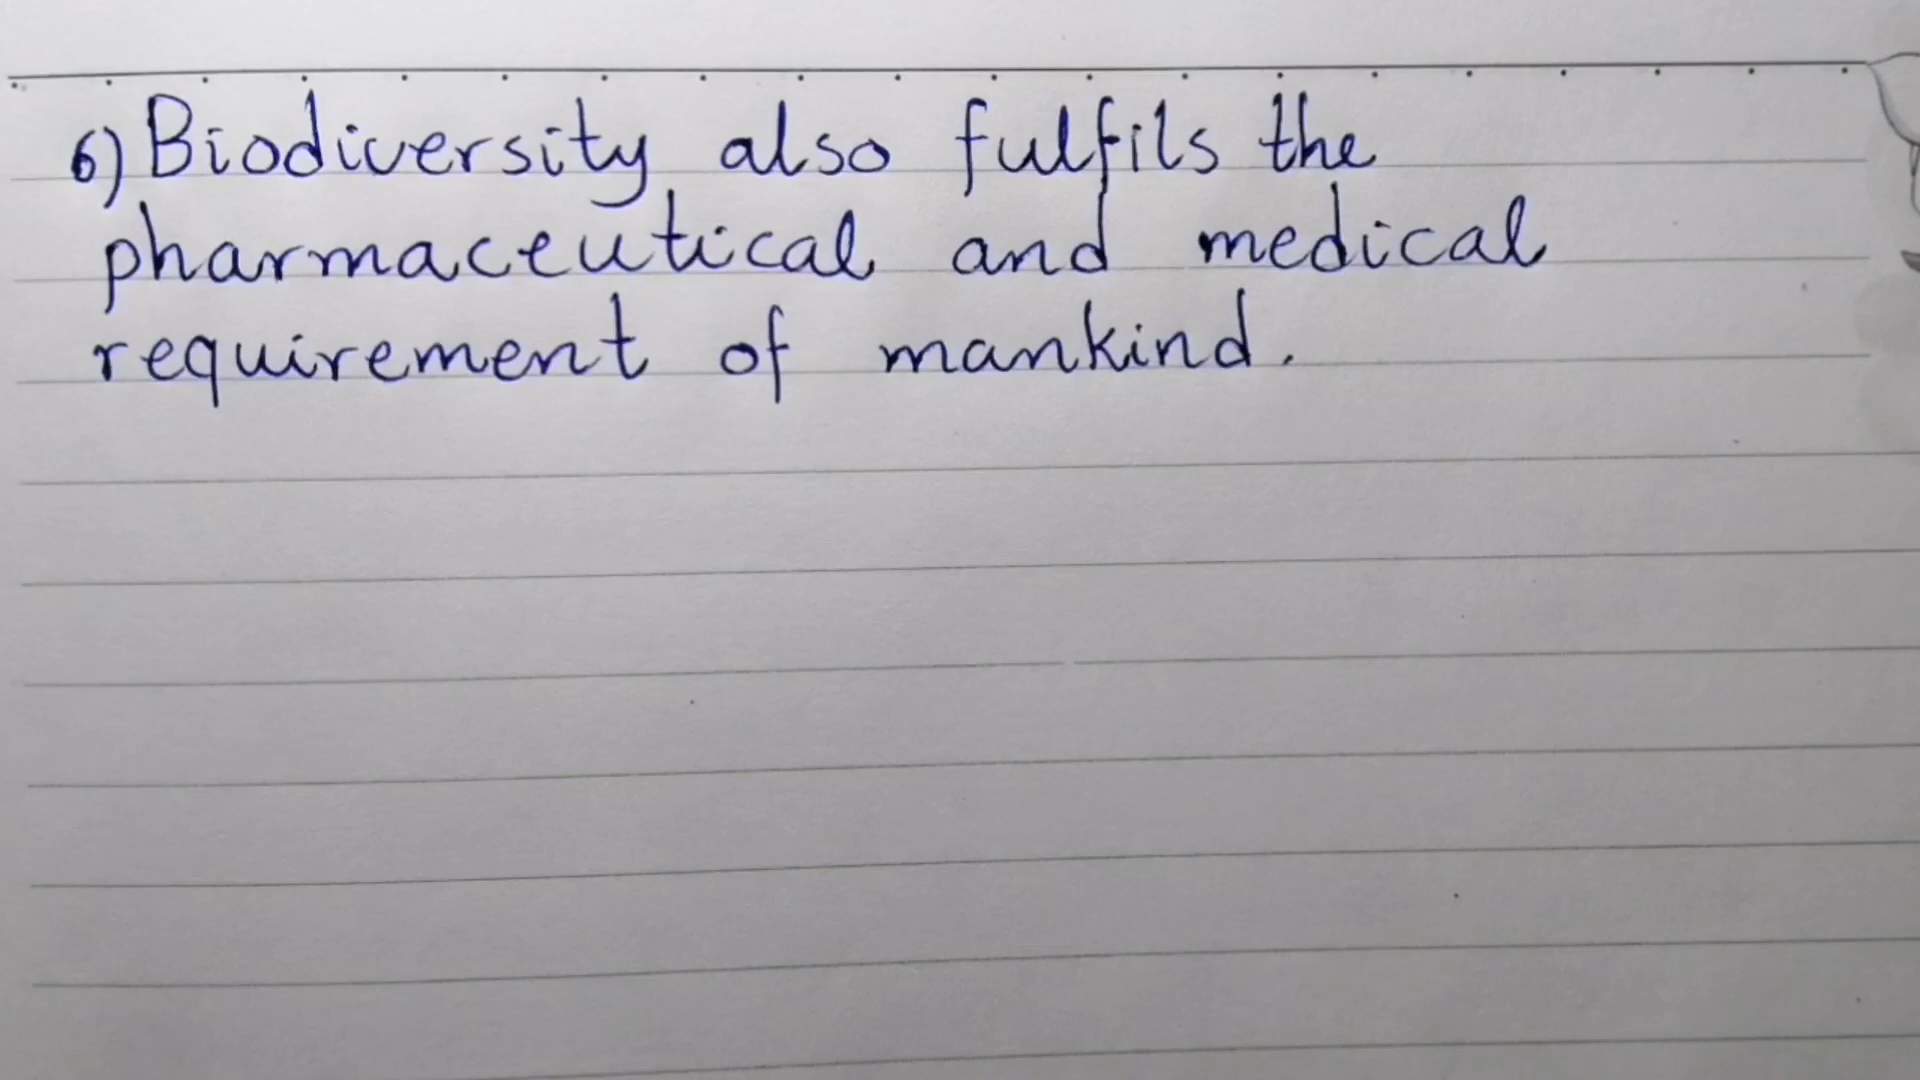 6) Biodiversity also fulfils the
pharmaceutical and medical
requirement of mankind.